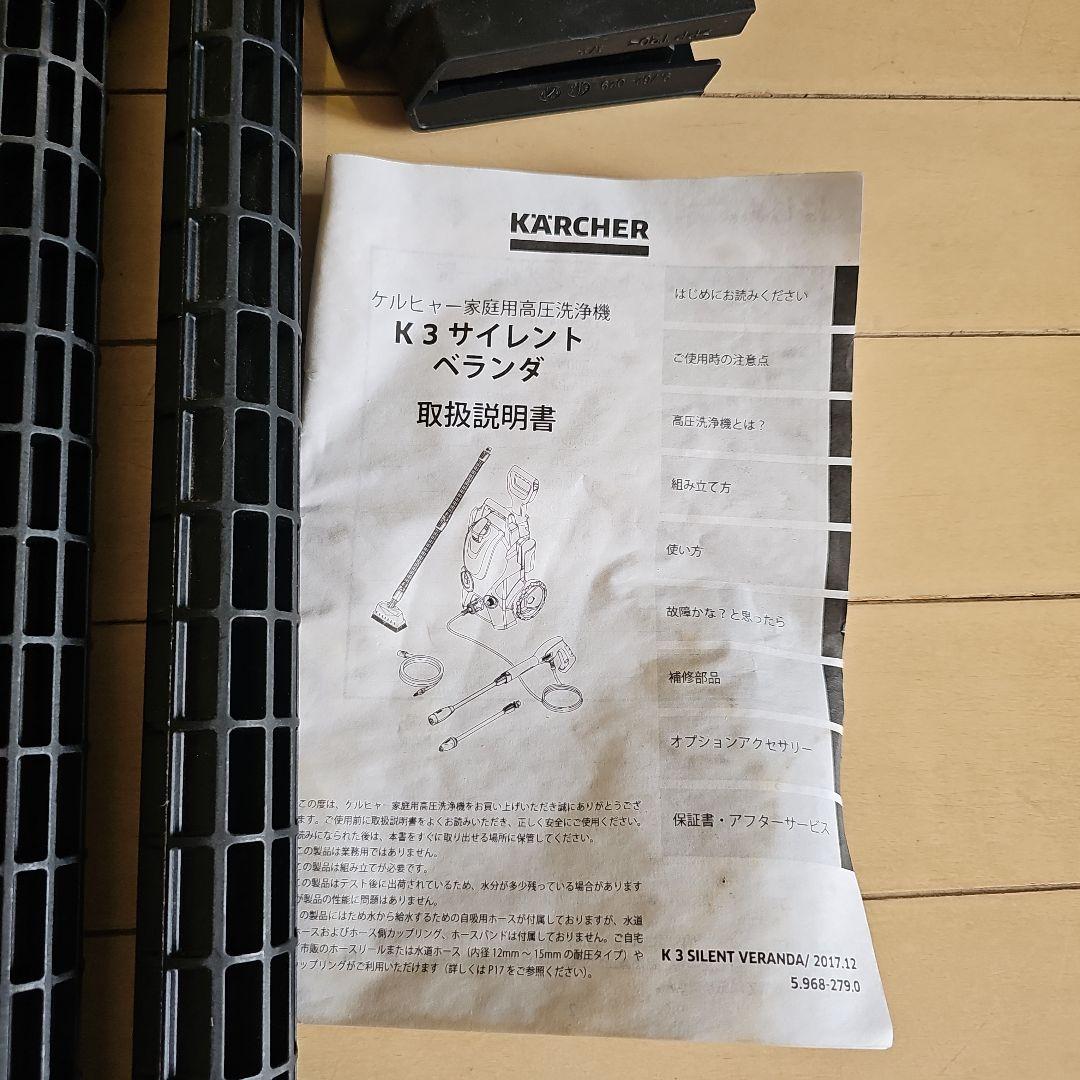 KÄRCHER
ケルヒャー家庭用高圧洗浄機
K 3 サイレント
ベランダ
取扱説明書
はじめにお読みください
ご使用時の注意点
高圧洗浄機とは?
組み立て方
使い方
故障かな?と思ったら
補修部品
オプションアクセサリー
保証書・アフターサービス
この度は、ケルヒャー家庭用高圧洗浄機をお買い上げいただき誠にありがとうござ
ます。ご使用前に取扱説明書をよくお読みいただき、正しく安全にご使用ください。
読みになられた後は、本書をすぐに取り出せる場所に保管してください。
この製品は業務用ではありません。
この製品は組み立てが必要です。
この製品はテスト後に出荷されているため、水分が多少残っている場合があります
が製品の性能に問題はありません。
の製品にはため水から給水するための自吸用ホースが付属しておりますが、水道
ホースおよびホース側カップリング、ホースバンドは付属しておりません。ご自宅
市販のホースリールまたは水道ホース(内径12mm～15mmの耐圧タイプ)や
カップリングがご利用いただけます(詳しくはP17をご参照ください)。
K 3 SILENT VERANDA/ 2017.12
5.968-279.0